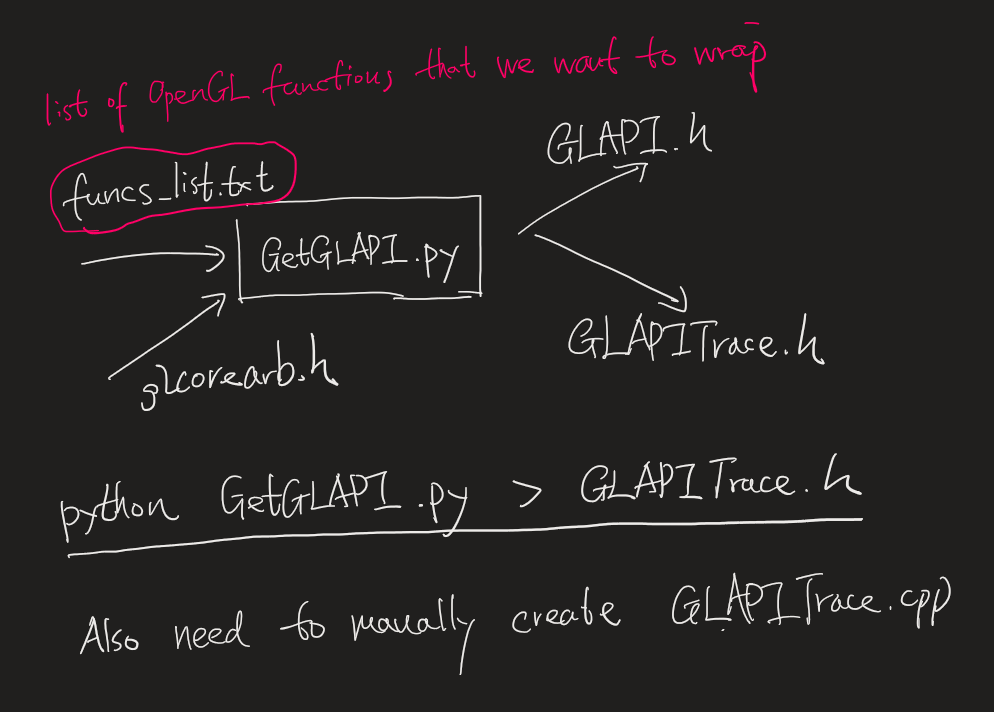 list of OpenGL functions that we want to wrap
funcs_list.txt
GetGLAPI.py
glcorearb.h
GLAPI.h
GLAPITrace.h
python GetGLAPI.py > GLAPITrace.h
Also need to manually create GLAPITrace.cpp